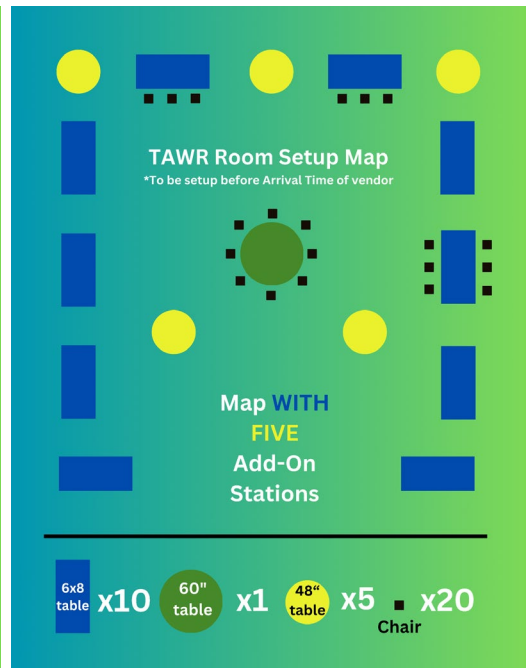 TAWR Room Setup Map
*To be setup before Arrival Time of vendor
Map WITH
FIVE
Add-On
Stations
6x8
table
x10
60"
table
x1
48“
table
x5
Chair
x20